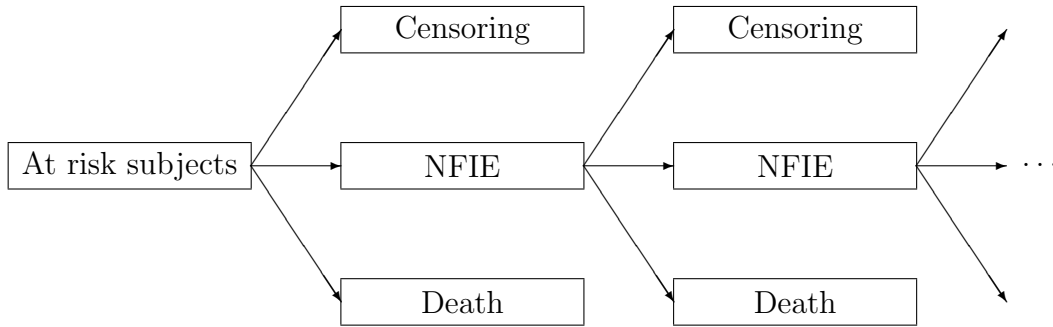 Censoring
Censoring
At risk subjects
NFIE
NFIE
...
Death
Death